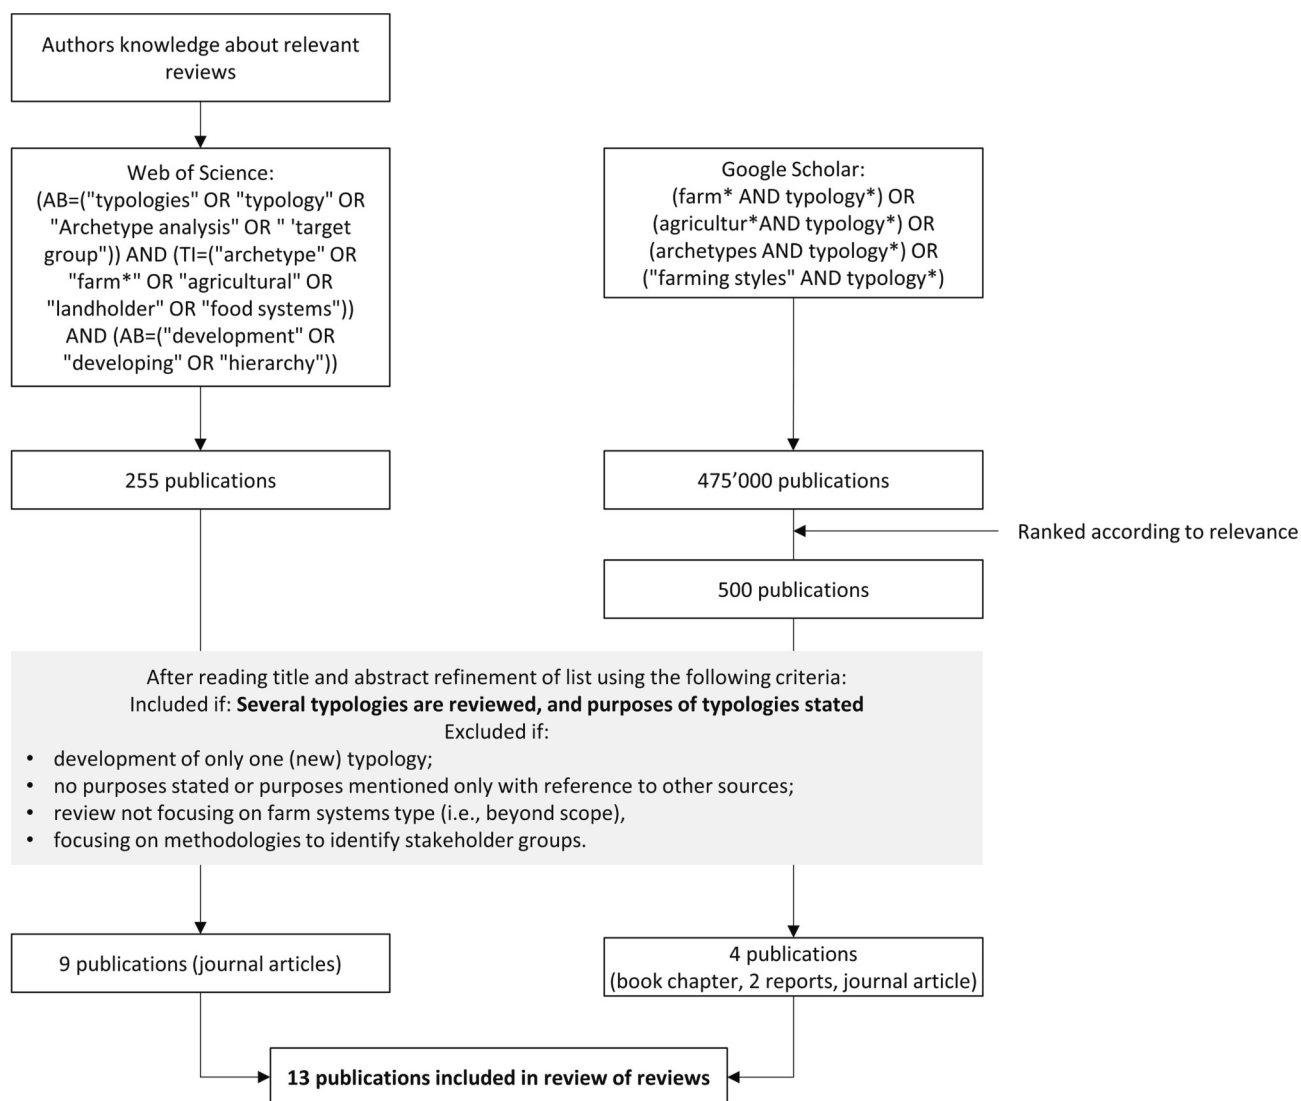 Authors knowledge about relevant
reviews
Web of Science:
(AB=("typologies" OR "typology" OR
"Archetype analysis" OR " 'target
group")) AND (TI=("archetype" OR
"farm*" OR "agricultural" OR
"landholder" OR "food systems"))
AND (AB=("development" OR
"developing" OR "hierarchy"))
Google Scholar:
(farm* AND typology*) OR
(agricultur*AND typology*) OR
(archetypes AND typology*) OR
("farming styles" AND typology*)
255 publications
475’000 publications
Ranked according to relevance
500 publications
After reading title and abstract refinement of list using the following criteria:
Included if: Several typologies are reviewed, and purposes of typologies stated
Excluded if:
• development of only one (new) typology;
• no purposes stated or purposes mentioned only with reference to other sources;
• review not focusing on farm systems type (i.e., beyond scope),
• focusing on methodologies to identify stakeholder groups.
9 publications (journal articles)
4 publications
(book chapter, 2 reports, journal article)
13 publications included in review of reviews